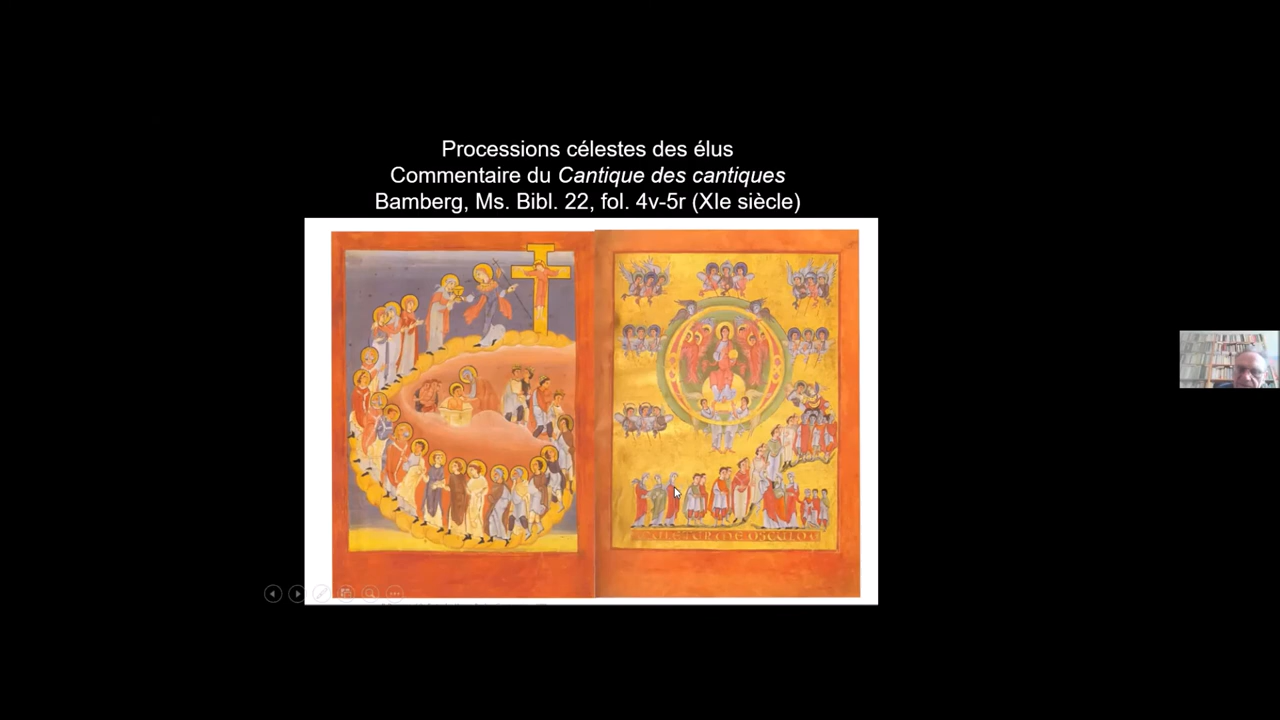 Processions célestes des élus
Commentaire du Cantique des cantiques
Bamberg, Ms. Bibl. 22, fol. 4v-5r (XIe siècle)